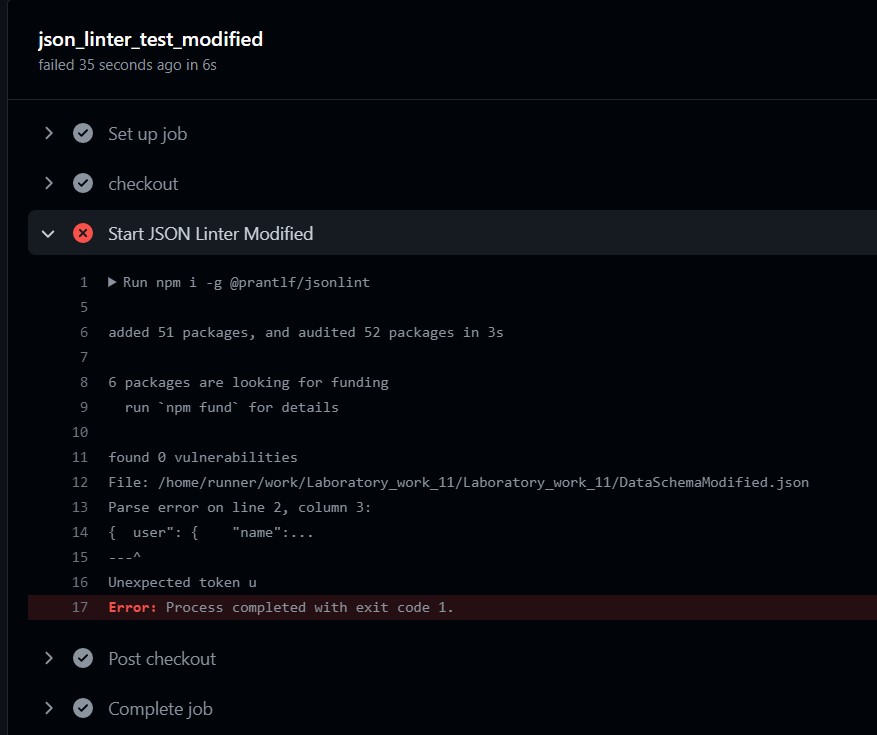 json_linter_test_modified
failed 35 seconds ago in 6s
Set up job
checkout
Start JSON Linter Modified
1 ▶ Run npm i -g @prantlf/jsonlint
5
6 added 51 packages, and audited 52 packages in 3s
7
8 6 packages are looking for funding
9   run `npm fund` for details
10
11 found 0 vulnerabilities
12 File: /home/runner/work/Laboratory_work_11/Laboratory_work_11/DataSchemaModified.json
13 Parse error on line 2, column 3:
14 {  user": {    "name":...
15 ---^
16 Unexpected token u
17 Error: Process completed with exit code 1.
Post checkout
Complete job